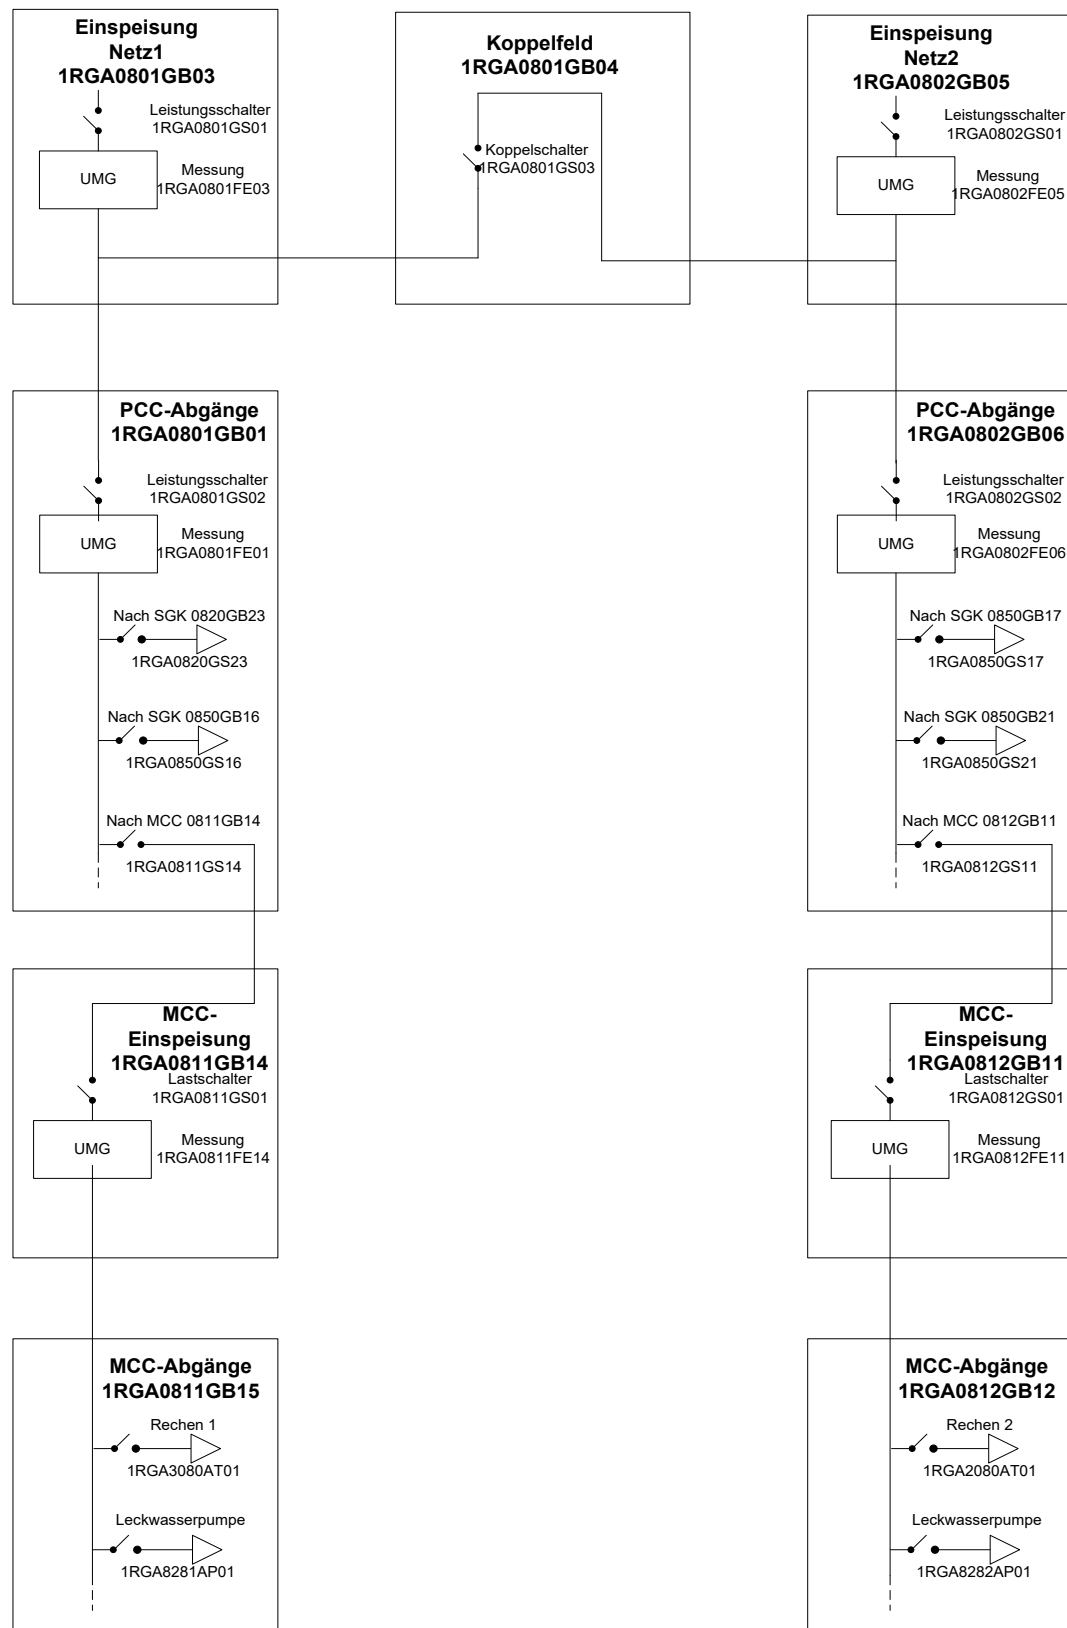 Einspeisung
Netz1
1RGA0801GB03
Leistungsschalter
1RGA0801GS01
UMG
Messung
1RGA0801FE03
Koppelfeld
1RGA0801GB04
Koppelschalter
1RGA0801GS03
Einspeisung
Netz2
1RGA0802GB05
Leistungsschalter
1RGA0802GS01
UMG
Messung
1RGA0802FE05
PCC-Abgänge
1RGA0801GB01
Leistungsschalter
1RGA0801GS02
UMG
Messung
1RGA0801FE01
Nach SGK 0820GB23
1RGA0820GS23
Nach SGK 0850GB16
1RGA0850GS16
Nach MCC 0811GB14
1RGA0811GS14
PCC-Abgänge
1RGA0802GB06
Leistungsschalter
1RGA0802GS02
UMG
Messung
1RGA0802FE06
Nach SGK 0850GB17
1RGA0850GS17
Nach SGK 0850GB21
1RGA0850GS21
Nach MCC 0812GB11
1RGA0812GS11
MCC-
Einspeisung
1RGA0811GB14
Lastschalter
1RGA0811GS01
UMG
Messung
1RGA0811FE14
MCC-
Einspeisung
1RGA0812GB11
Lastschalter
1RGA0812GS01
UMG
Messung
1RGA0812FE11
MCC-Abgänge
1RGA0811GB15
Rechen 1
1RGA3080AT01
Leckwasserpumpe
1RGA8281AP01
MCC-Abgänge
1RGA0812GB12
Rechen 2
1RGA2080AT01
Leckwasserpumpe
1RGA8282AP01